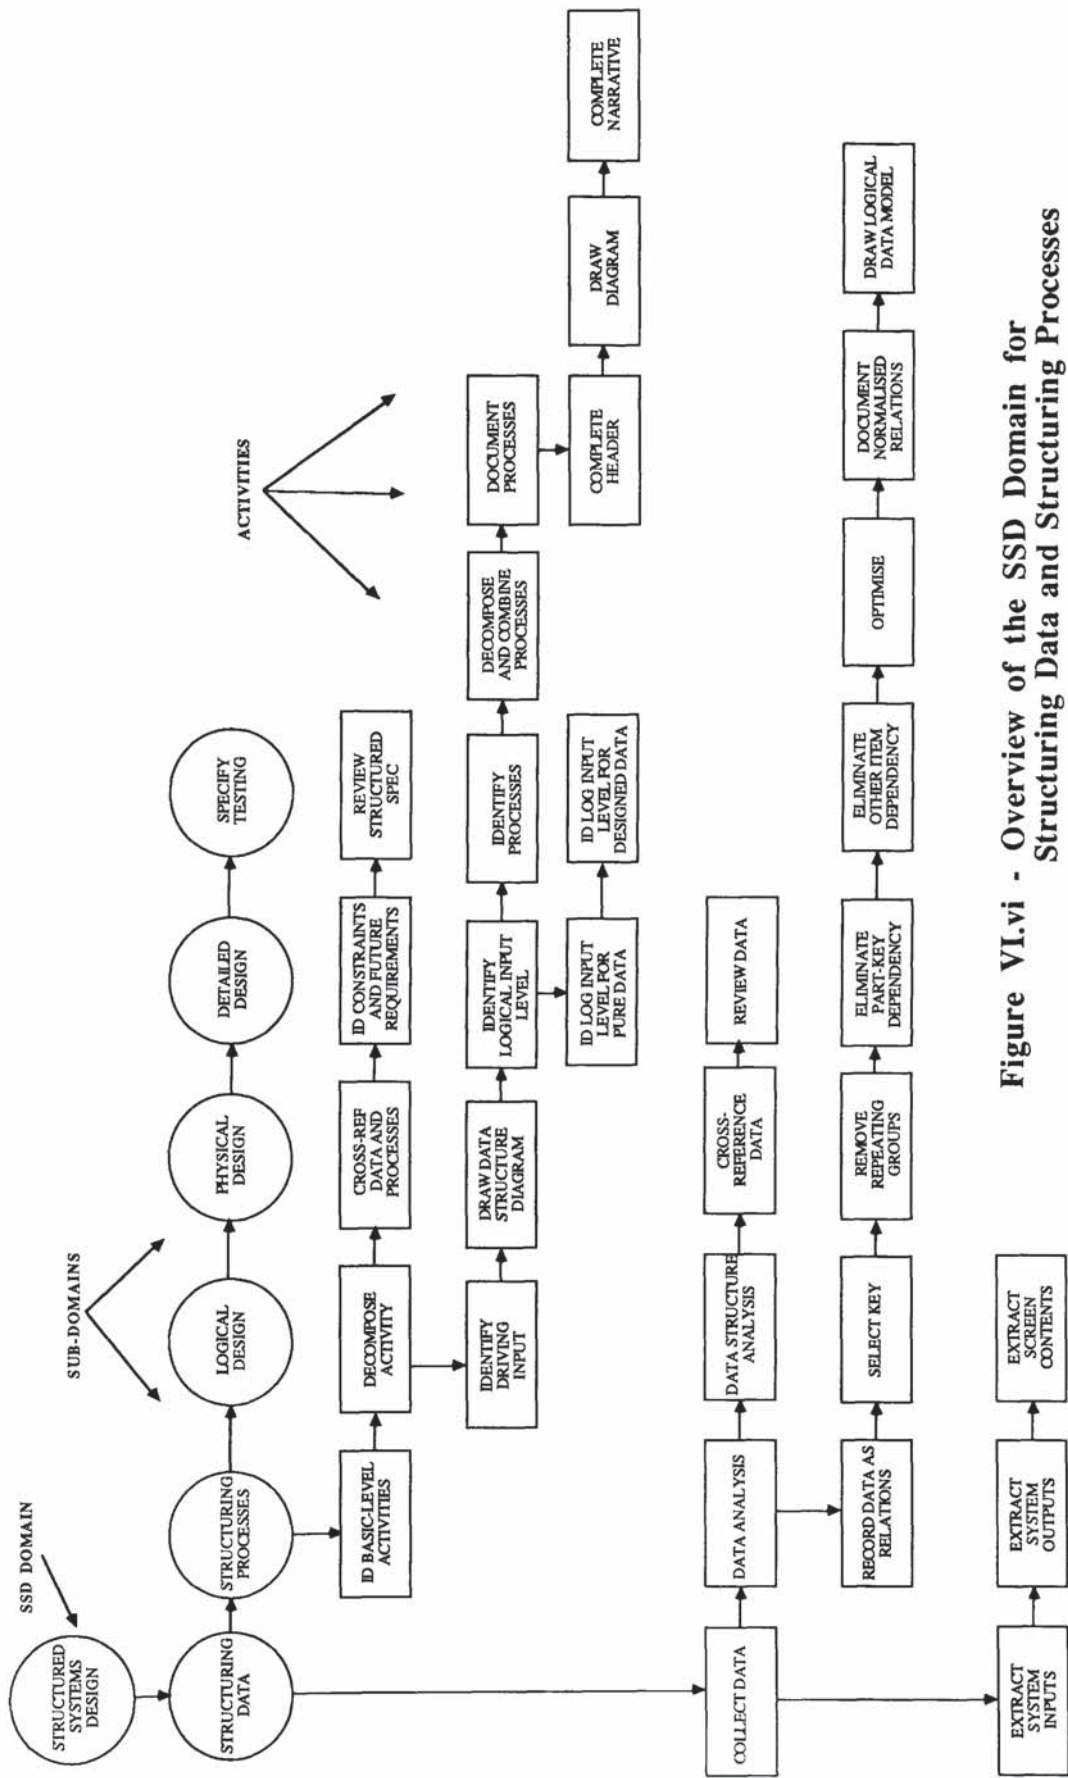 SSD DOMAIN
STRUCTURED
SYSTEMS
DESIGN
SUB-DOMAINS
ACTIVITIES
STRUCTURING
DATA
STRUCTURING
PROCESSES
LOGICAL
DESIGN
PHYSICAL
DESIGN
DETAILED
DESIGN
SPECIFY
TESTING
ID BASIC-LEVEL
ACTIVITIES
DECOMPOSE
ACTIVITY
CROSS-REF
DATA AND
PROCESSES
ID CONSTRAINTS
AND FUTURE
REQUIREMENTS
REVIEW
STRUCTURED
SPEC
IDENTIFY
DRIVING
INPUT
DRAW DATA
STRUCTURE
DIAGRAM
IDENTIFY
LOGICAL INPUT
LEVEL
IDENTIFY
PROCESSES
DECOMPOSE
AND COMBINE
PROCESSES
DOCUMENT
PROCESSES
ID LOG INPUT
LEVEL FOR
PURE DATA
ID LOG INPUT
LEVEL FOR
DESIGNED DATA
COMPLETE
HEADER
DRAW
DIAGRAM
COMPLETE
NARRATIVE
COLLECT DATA
DATA ANALYSIS
DATA STRUCTURE
ANALYSIS
CROSS-
REFERENCE
DATA
REVIEW DATA
RECORD DATA AS
RELATIONS
SELECT KEY
REMOVE
REPEATING
GROUPS
ELIMINATE
PART-KEY
DEPENDENCY
ELIMINATE
OTHER ITEM
DEPENDENCY
OPTIMISE
DOCUMENT
NORMALISED
RELATIONS
DRAW LOGICAL
DATA MODEL
EXTRACT
SYSTEM
INPUTS
EXTRACT
SYSTEM
OUTPUTS
EXTRACT
SCREEN
CONTENTS
Figure VI.vi - Overview of the SSD Domain for
Structuring Data and Structuring Processes